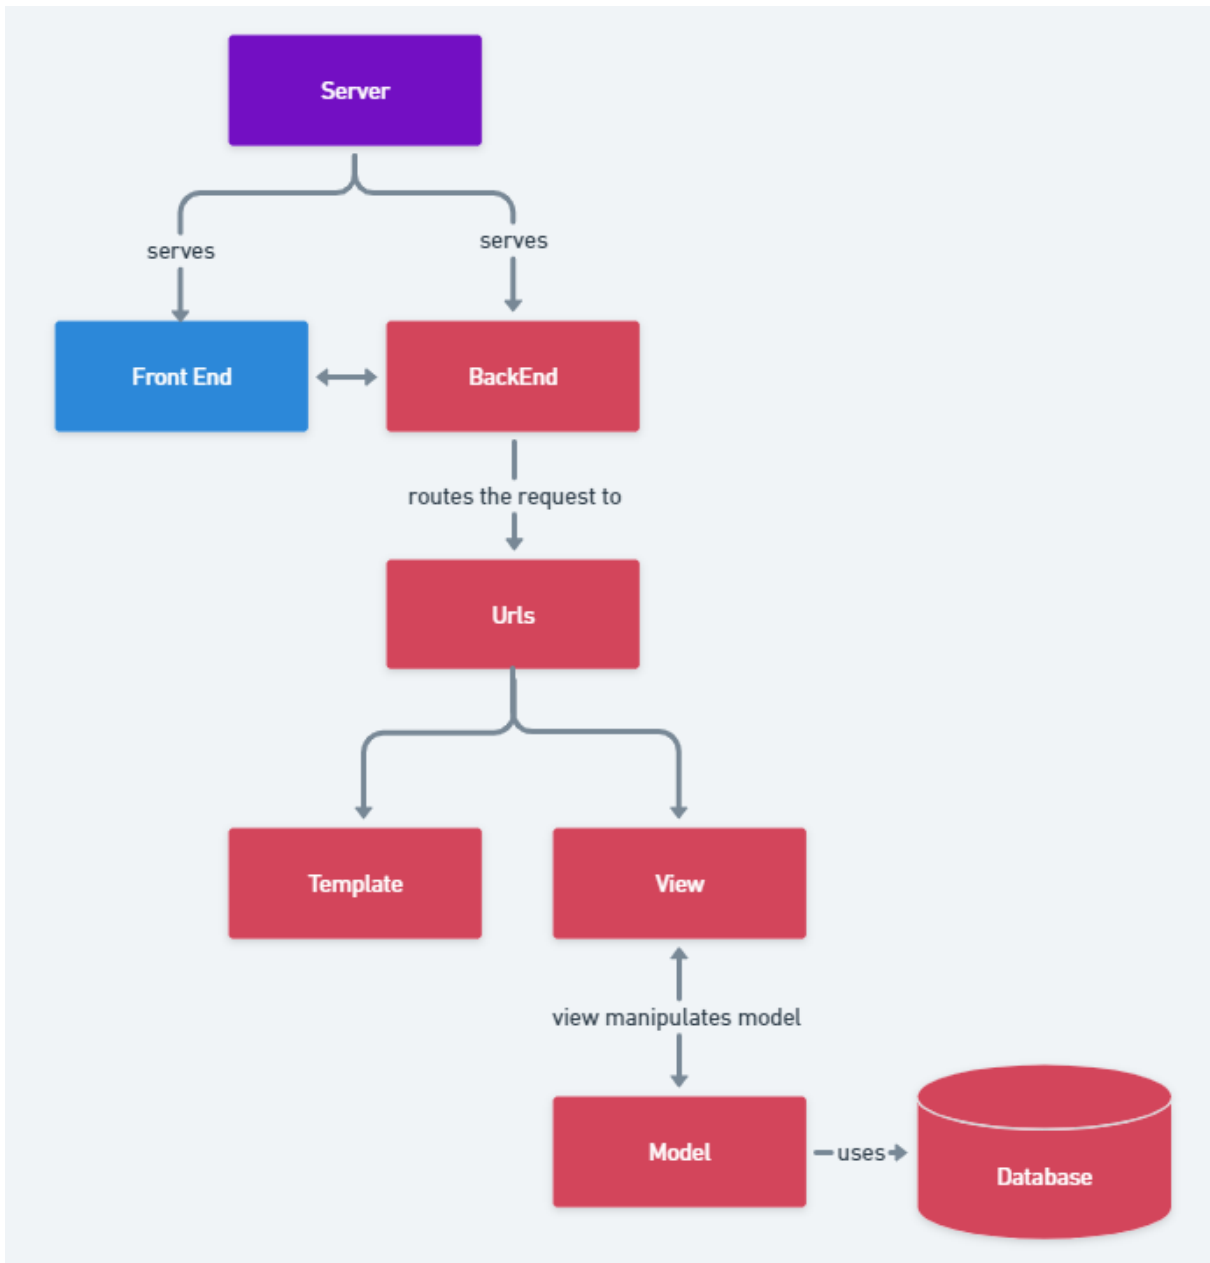 Server
serves
serves
Front End
BackEnd
routes the request to
Urls
Template
View
view manipulates model
Model
uses
Database